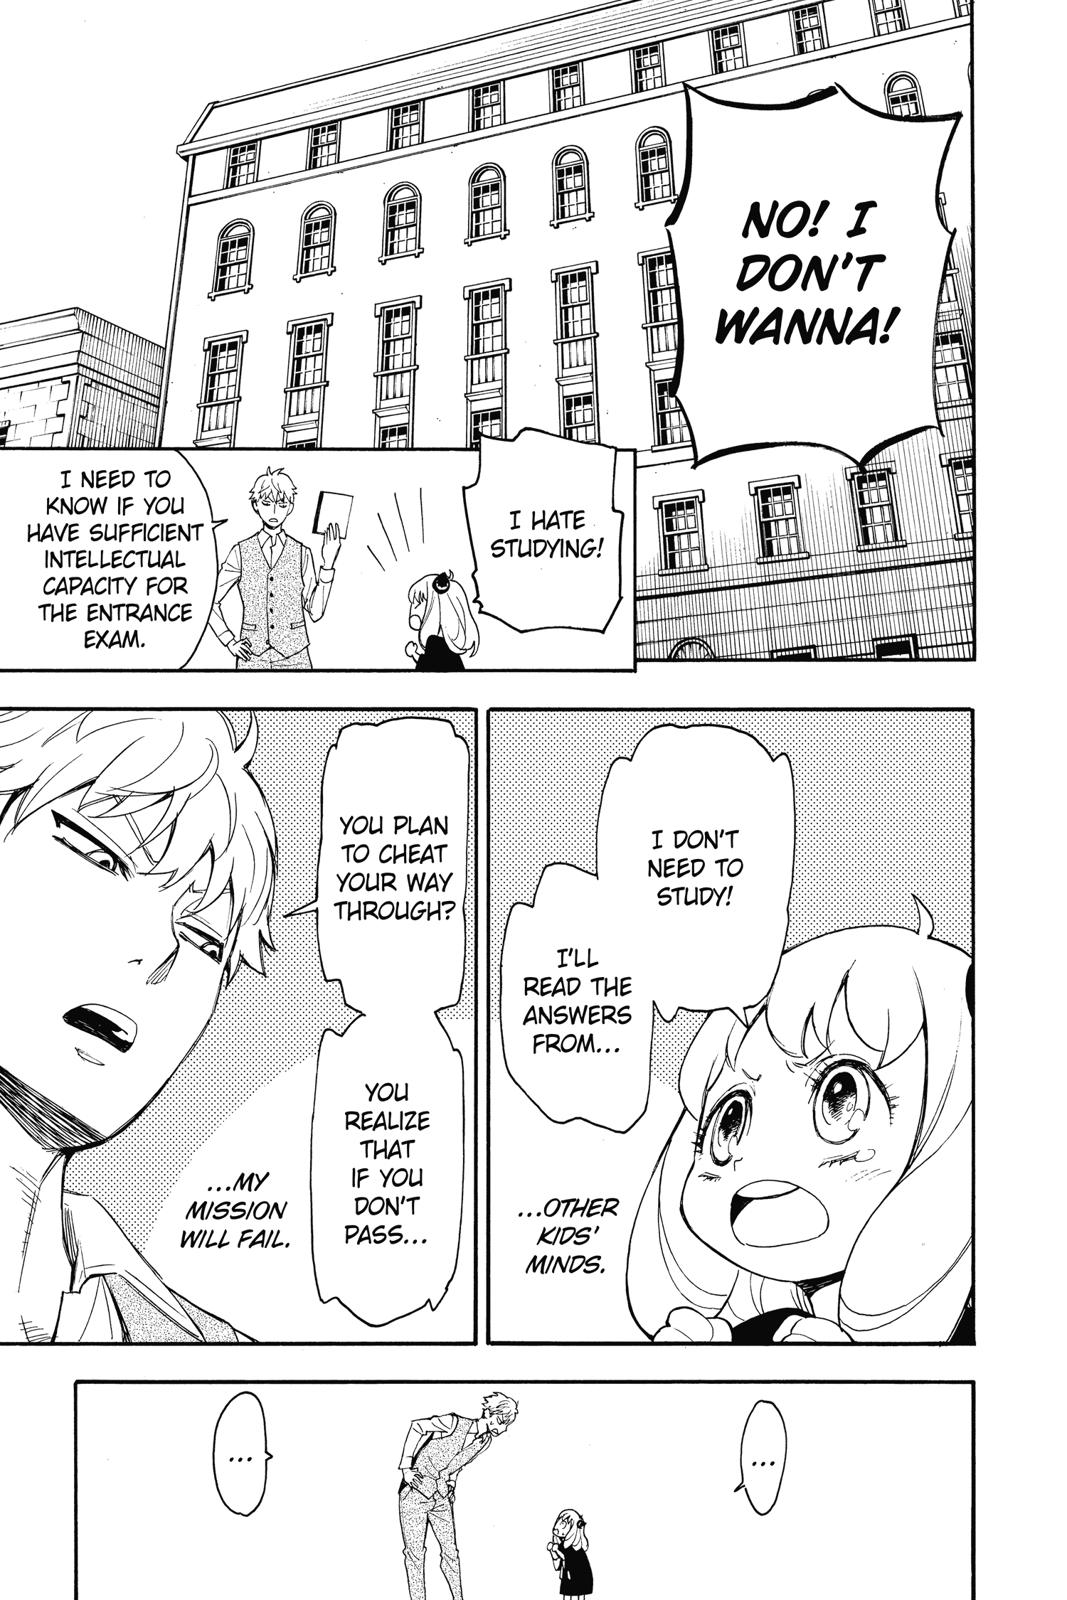 NO! I
DON'T
WANNA!
I HATE
STUDYING!
I NEED TO
KNOW IF YOU
HAVE SUFFICIENT
INTELLECTUAL
CAPACITY FOR
THE ENTRANCE
EXAM.
I DON'T
NEED TO
STUDY!
I'LL
READ THE
ANSWERS
FROM...
...OTHER
KIDS'
MINDS.
YOU PLAN
TO CHEAT
YOUR WAY
THROUGH?
YOU
REALIZE
THAT
IF YOU
DON'T
PASS...
...MY
MISSION
WILL FAIL.
...
...